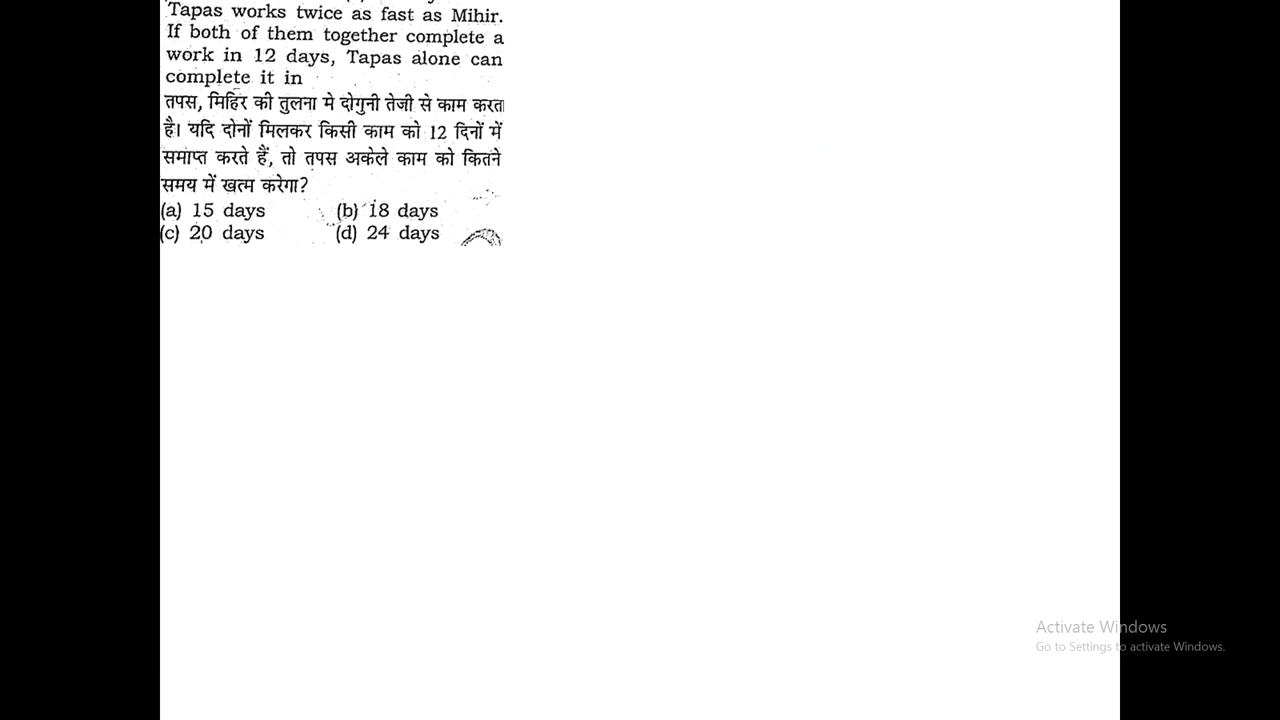 Tapas works twice as fast as Mihir.
If both of them together complete a
work in 12 days, Tapas alone can
complete it in
तपस, मिहिर की तुलना मे दोगुनी तेजी से काम करता
है। यदि दोनों मिलकर किसी काम को 12 दिनों में
समाप्त करते हैं, तो तपस अकेले काम को कितने
समय में खत्म करेगा?
(a) 15 days (b) 18 days
(c) 20 days (d) 24 days
Activate Windows
Go to Settings to activate Windows.